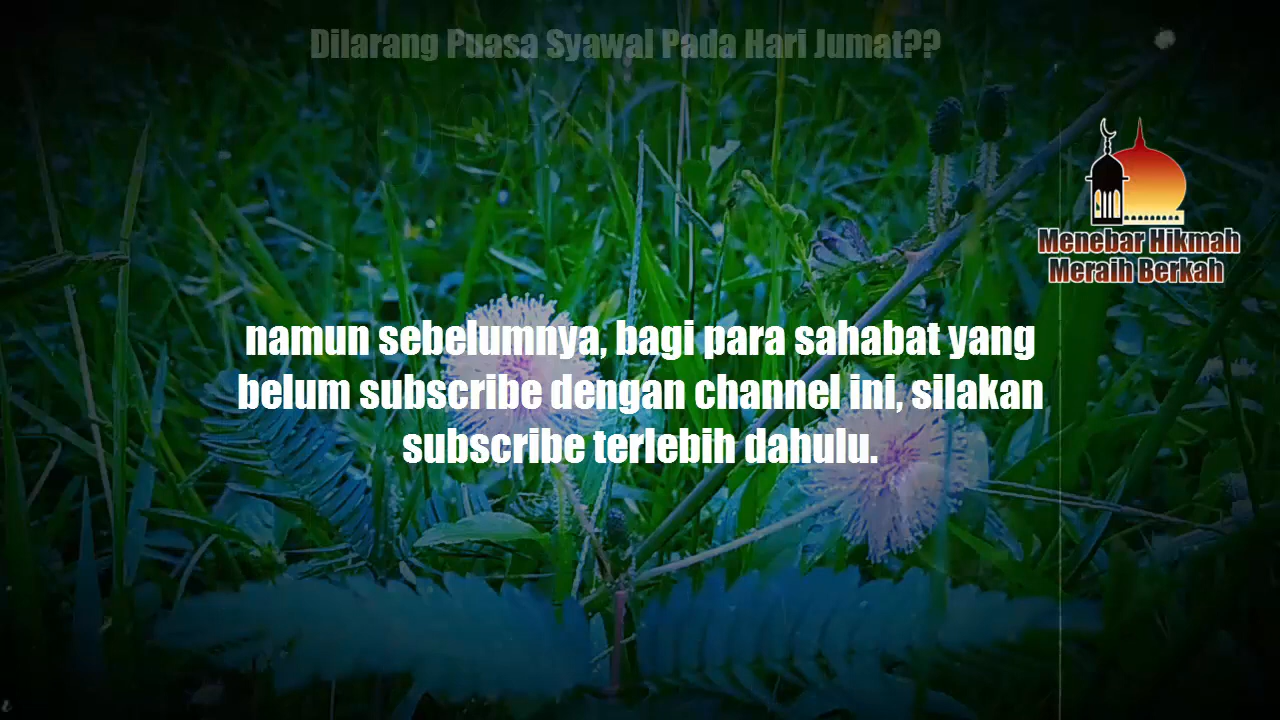 Dilarang Puasa Syawal Pada Hari Jumat??
Menebar Hikmah
Meraih Berkah
namun sebelumnya, bagi para sahabat yang
belum subscribe dengan channel ini, silakan
subscribe terlebih dahulu.